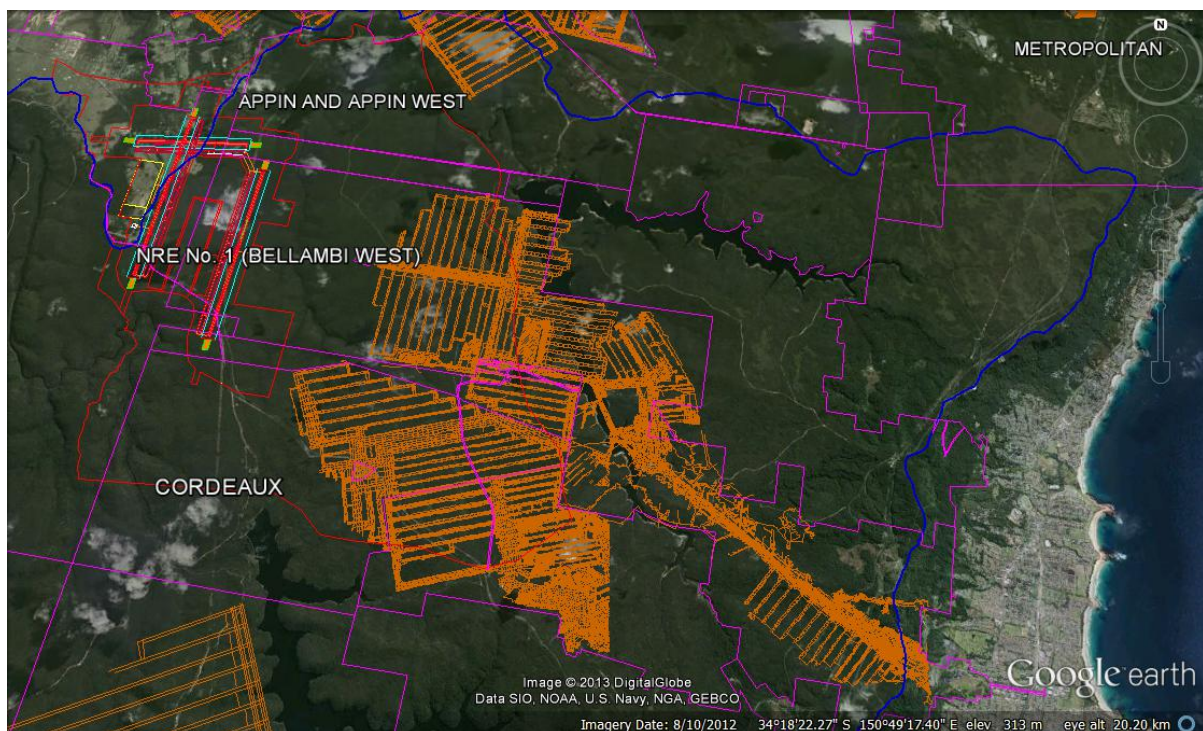 N
METROPOLITAN
APPIN AND APPIN WEST
NRE No. 1 (BELLAMBI WEST)
CORDEAUX
Google earth
Image © 2013 DigitalGlobe
Data SIO, NOAA, U.S. Navy, NGA, GEBCO
Imagery Date: 8/10/2012 34°18'22.27" S 150°49'17.40" E elev 313 m eye alt 20.20 km